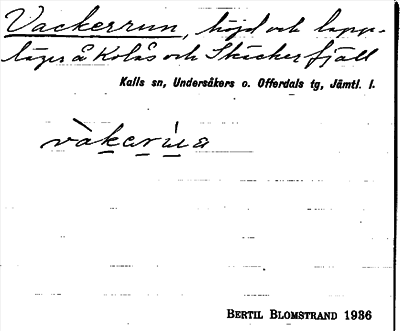 Vackerrun, höjd och lapp-
läger å Kolås och Skäckerfjäll
Kalls sn, Undersåkers o. Offerdals tg, Jämtl. l.
BERTIL BLOMSTRAND 1936